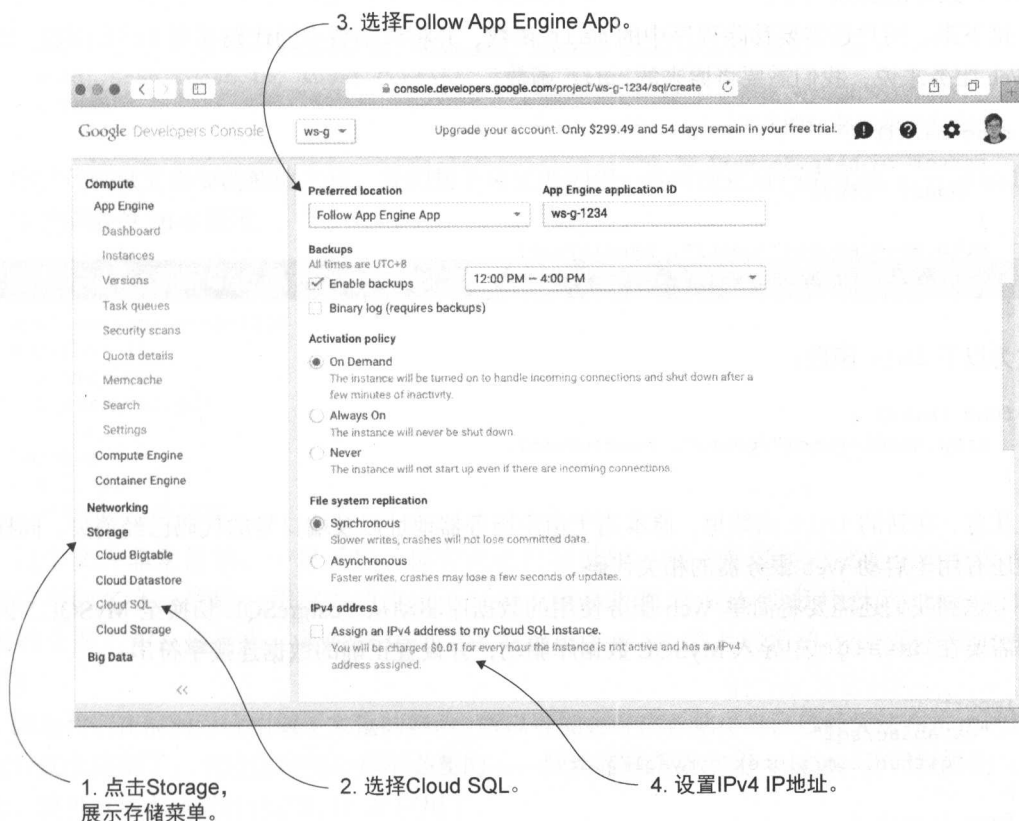 3. 选择Follow App Engine App。
console.developers.google.com/project/ws-g-1234/sql/create
Google Developers Console
ws-g
Upgrade your account. Only $299.49 and 54 days remain in your free trial.
Compute
App Engine
Dashboard
Instances
Versions
Task queues
Security scans
Quota details
Memcache
Search
Settings
Compute Engine
Container Engine
Networking
Storage
Cloud Bigtable
Cloud Datastore
Cloud SQL
Cloud Storage
Big Data
<<
Preferred location
Follow App Engine App
App Engine application ID
ws-g-1234
Backups
All times are UTC+8
Enable backups
12:00 PM – 4:00 PM
Binary log (requires backups)
Activation policy
On Demand
The instance will be turned on to handle incoming connections and shut down after a
few minutes of inactivity.
Always On
The instance will never be shut down.
Never
The instance will not start up even if there are incoming connections.
File system replication
Synchronous
Slower writes, crashes will not lose committed data.
Asynchronous
Faster writes, crashes may lose a few seconds of updates.
IPv4 address
Assign an IPv4 address to my Cloud SQL instance.
You will be charged $0.01 for every hour the instance is not active and has an IPv4
address assigned.
1. 点击Storage，
展示存储菜单。
2. 选择Cloud SQL。
4. 设置IPv4 IP地址。